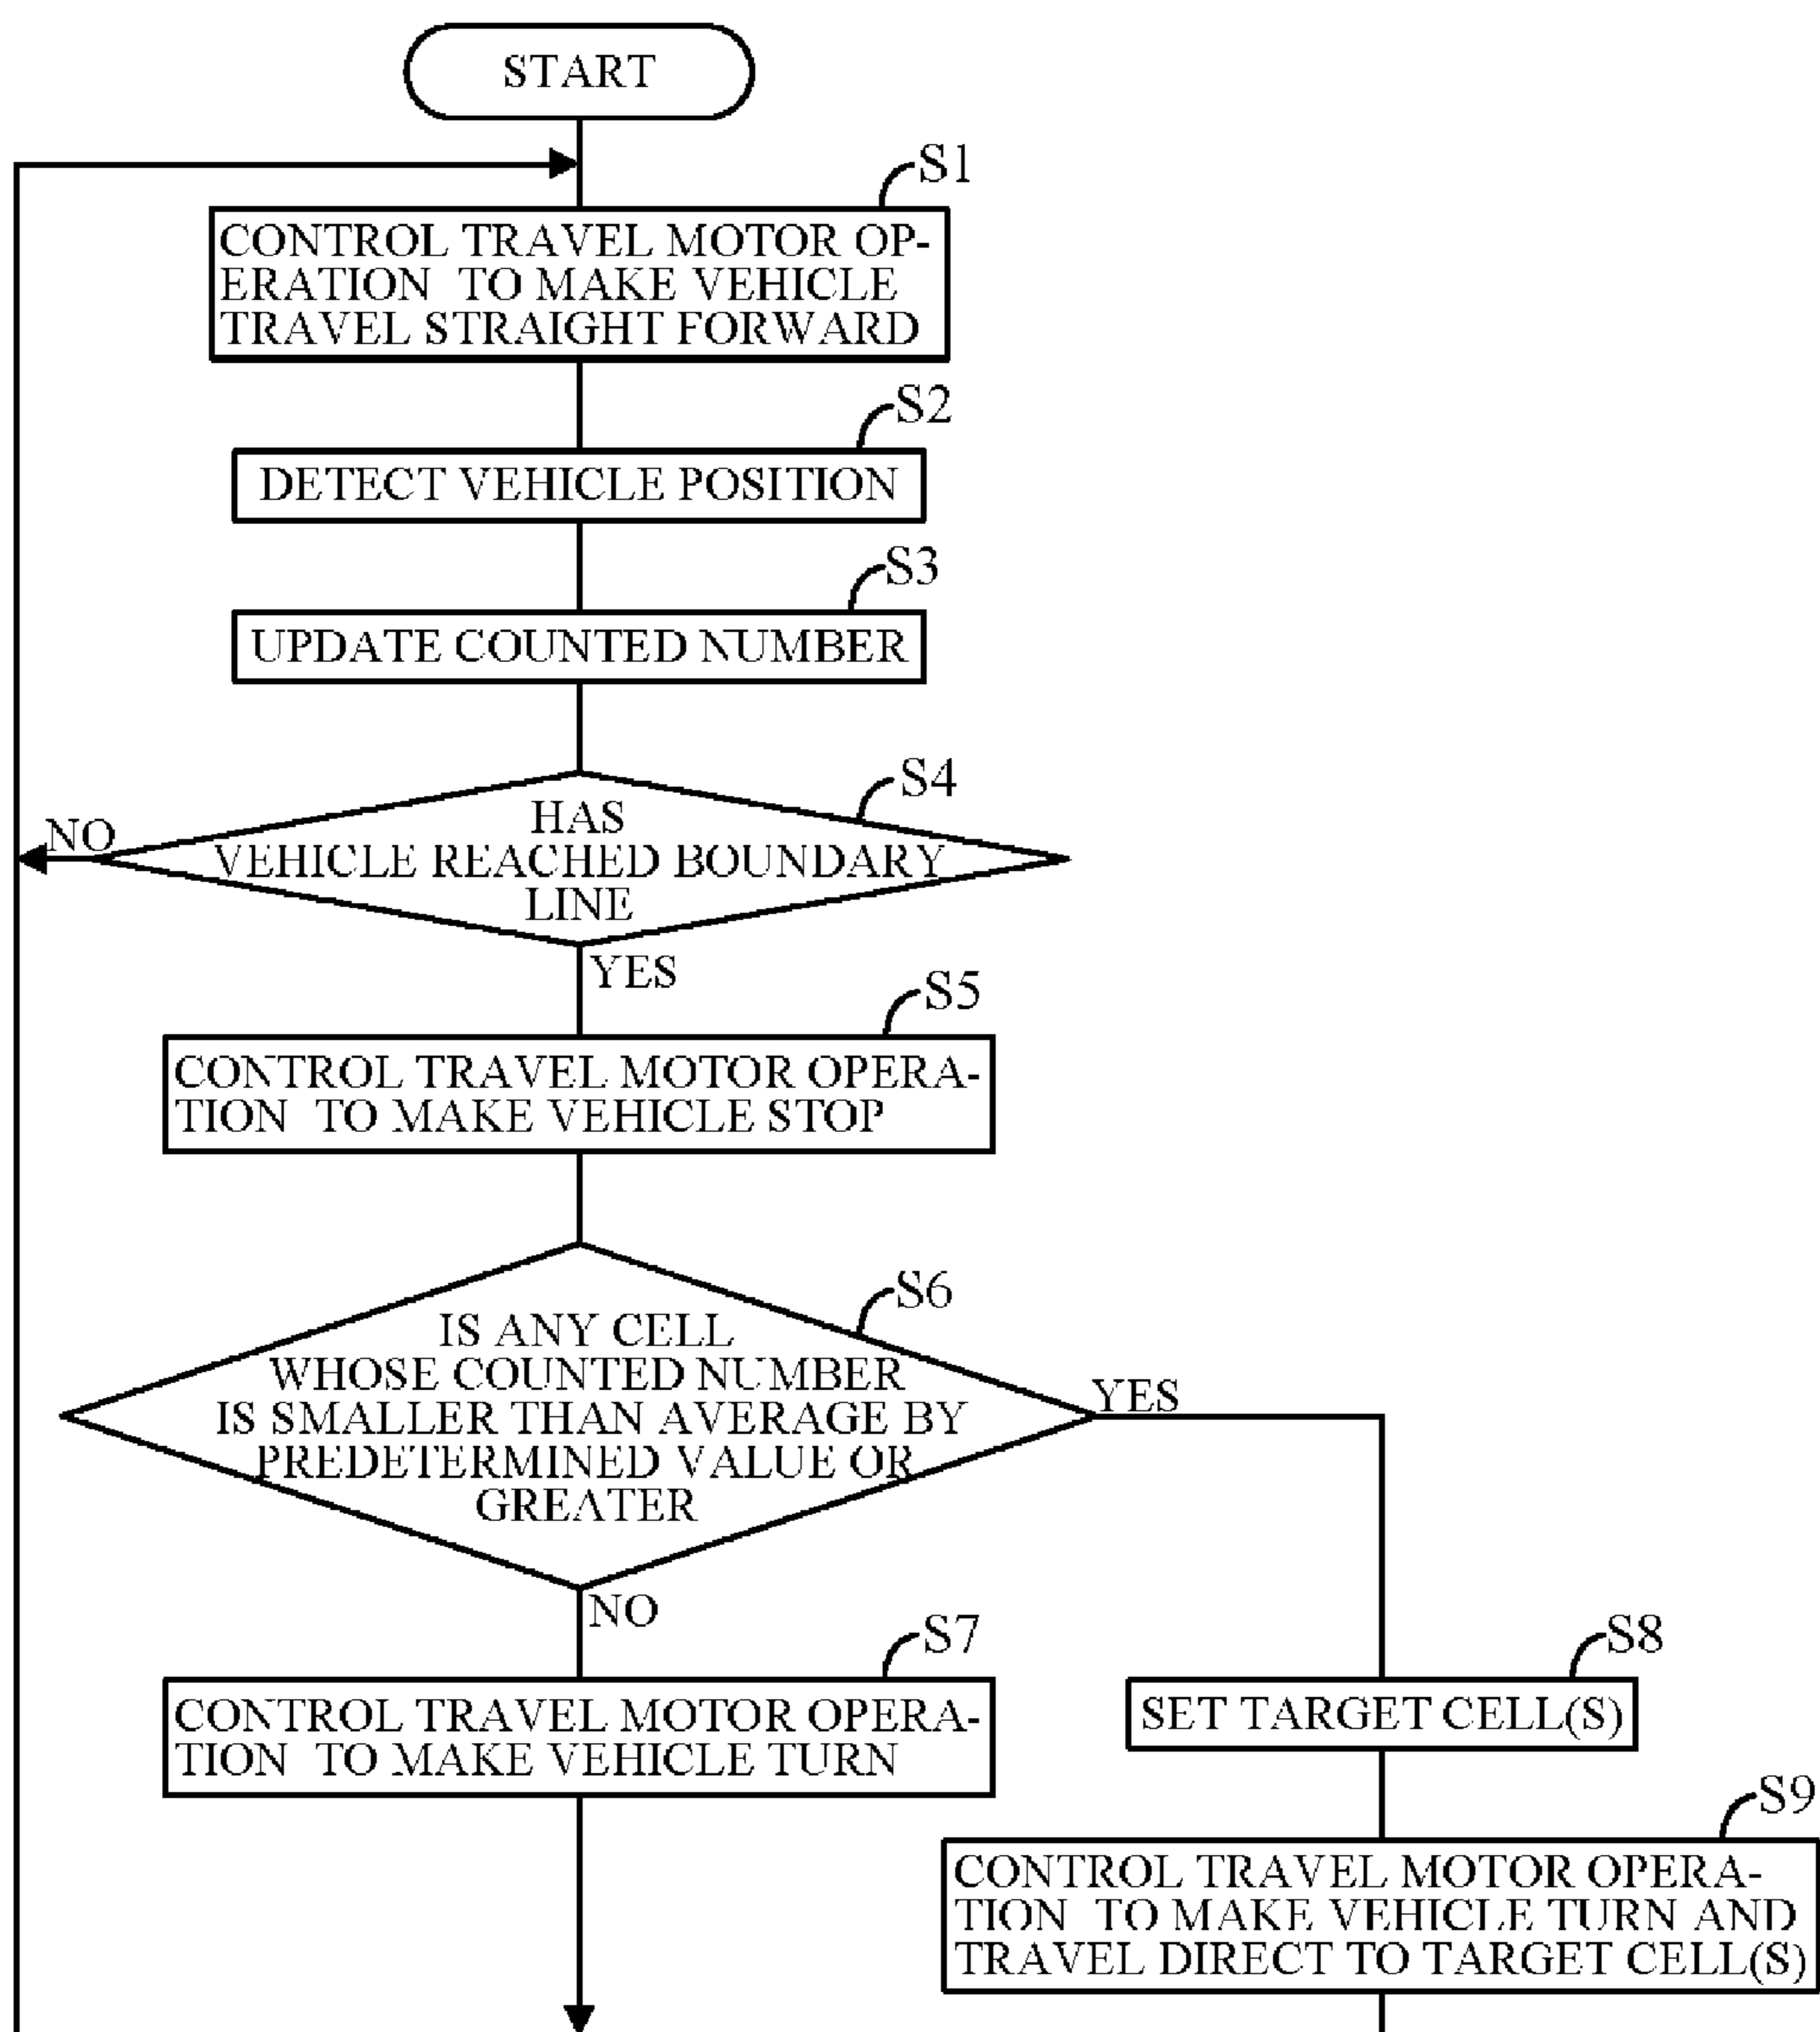 START
S1
CONTROL TRAVEL MOTOR OP-
ERATION TO MAKE VEHICLE
TRAVEL STRAIGHT FORWARD
S2
DETECT VEHICLE POSITION
S3
UPDATE COUNTED NUMBER
S4
HAS
VEHICLE REACHED BOUNDARY
LINE
NO
YES
S5
CONTROL TRAVEL MOTOR OPERA-
TION TO MAKE VEHICLE STOP
S6
IS ANY CELL
WHOSE COUNTED NUMBER
IS SMALLER THAN AVERAGE BY
PREDETERMINED VALUE OR
GREATER
YES
NO
S7
CONTROL TRAVEL MOTOR OPERA-
TION TO MAKE VEHICLE TURN
S8
SET TARGET CELL(S)
S9
CONTROL TRAVEL MOTOR OPERA-
TION TO MAKE VEHICLE TURN AND
TRAVEL DIRECT TO TARGET CELL(S)